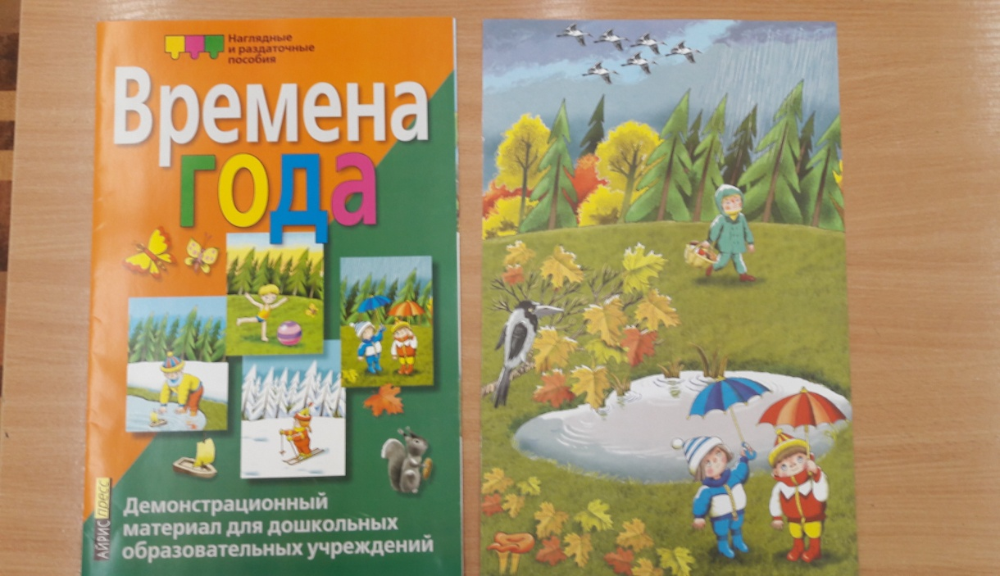 Наглядные
и раздаточные
пособия
Времена
года
АЙРИС ПРЕСС
Демонстрационный
материал для дошкольных
образовательных учреждений